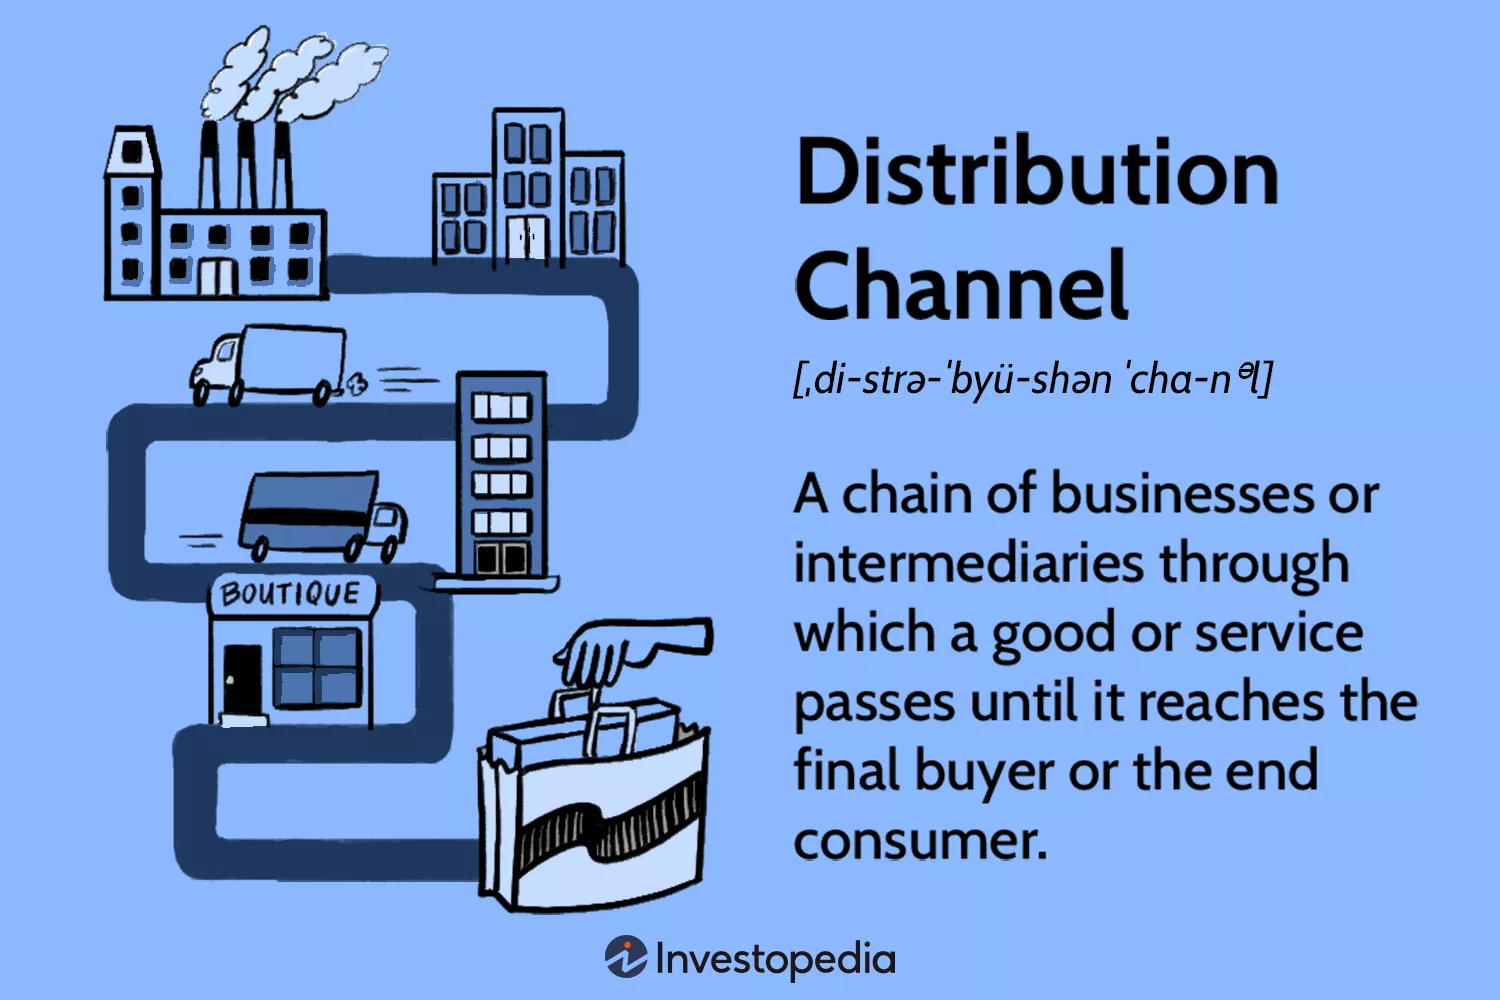 Distribution
Channel
[ˌdi-strə-ˈbyü-shən ˈcha-nᵊl]
A chain of businesses or
intermediaries through
which a good or service
passes until it reaches the
final buyer or the end
consumer.
BOUTIQUE
Investopedia